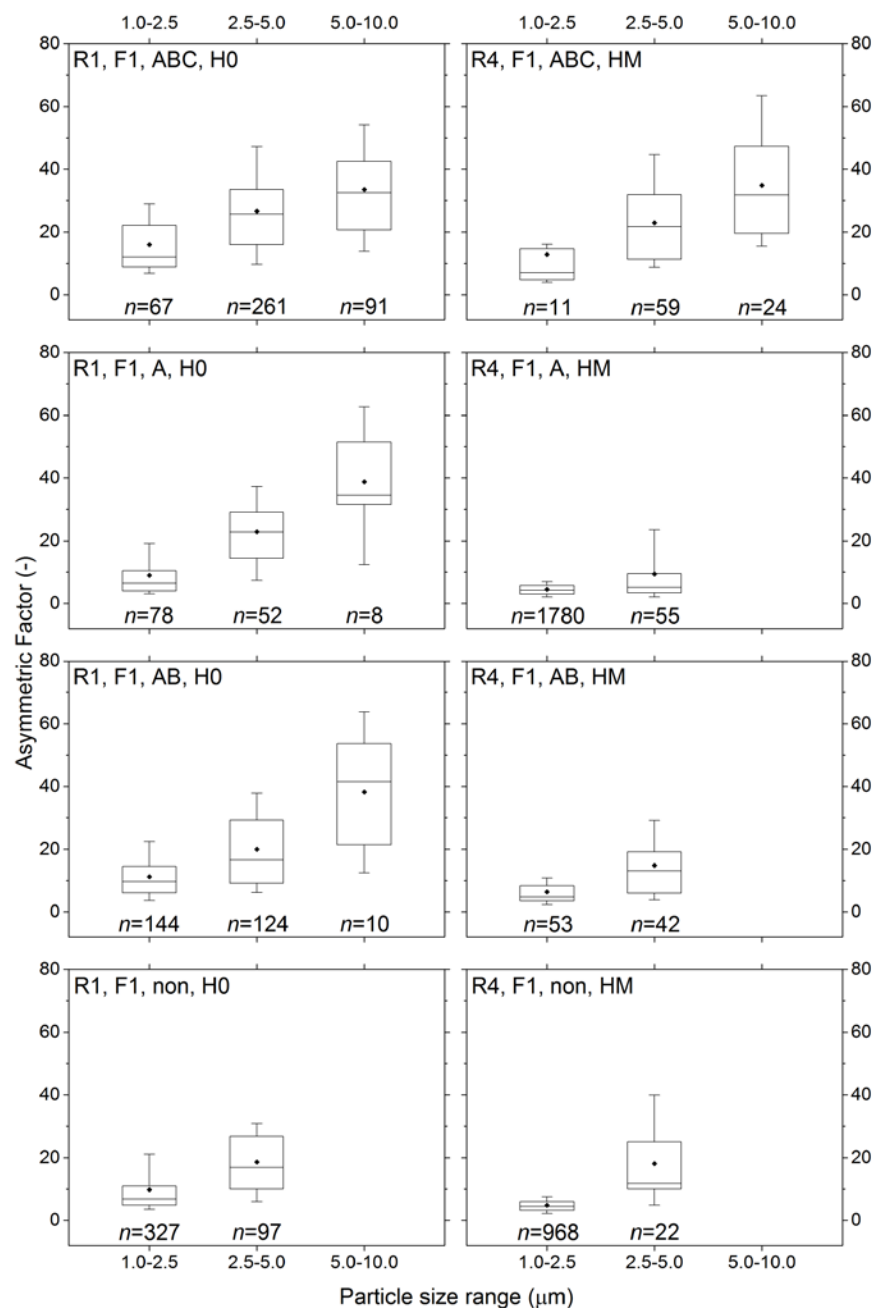 1.0-2.5 2.5-5.0 5.0-10.0 1.0-2.5 2.5-5.0 5.0-10.0
80 R1, F1, ABC, H0 R4, F1, ABC, HM 80
60 60
40 40
20 20
0 0
n=67 n=261 n=91 n=11 n=59 n=24
80 R1, F1, A, H0 R4, F1, A, HM 80
60 60
40 40
20 20
0 0
n=78 n=52 n=8 n=1780 n=55
Asymmetric Factor (-)
80 R1, F1, AB, H0 R4, F1, AB, HM 80
60 60
40 40
20 20
0 0
n=144 n=124 n=10 n=53 n=42
80 R1, F1, non, H0 R4, F1, non, HM 80
60 60
40 40
20 20
0 0
n=327 n=97 n=968 n=22
1.0-2.5 2.5-5.0 5.0-10.0 1.0-2.5 2.5-5.0 5.0-10.0
Particle size range (μm)